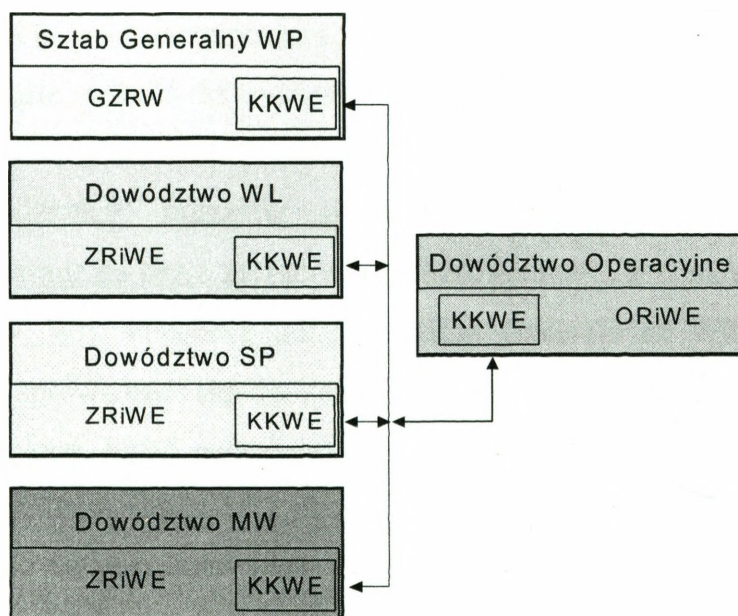 Sztab Generalny WP
GZRW KKWE
Dowództwo WL
ZRiWE KKWE
Dowództwo SP
ZRiWE KKWE
Dowództwo MW
ZRiWE KKWE
Dowództwo Operacyjne
KKWE ORiWE